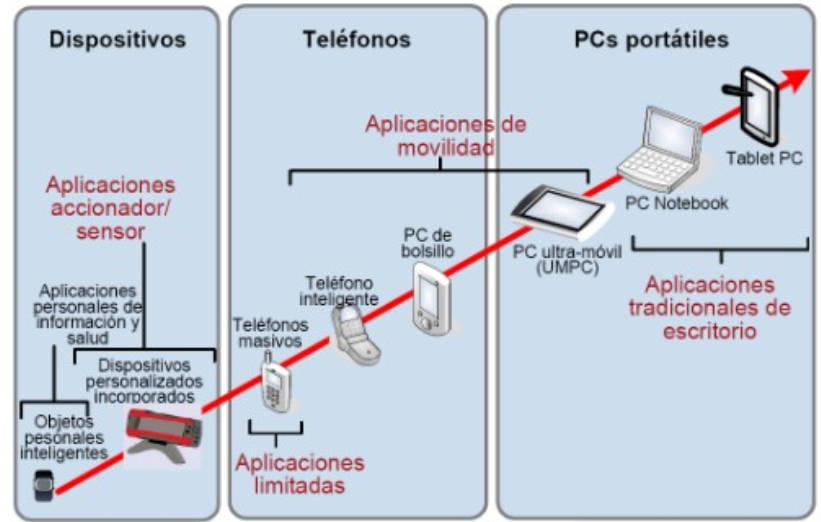 Dispositivos
Aplicaciones
accionador/
sensor
Aplicaciones
personales de
información y
salud
Dispositivos
personalizados
incorporados
Objetos
pesonales
inteligentes
Teléfonos
Aplicaciones de
movilidad
PC de
bolsillo
Teléfono
inteligente
Teléfonos
masivos
Aplicaciones
limitadas
PCs portátiles
Tablet PC
PC Notebook
PC ultra-móvil
(UMPC)
Aplicaciones
tradicionales de
escritorio